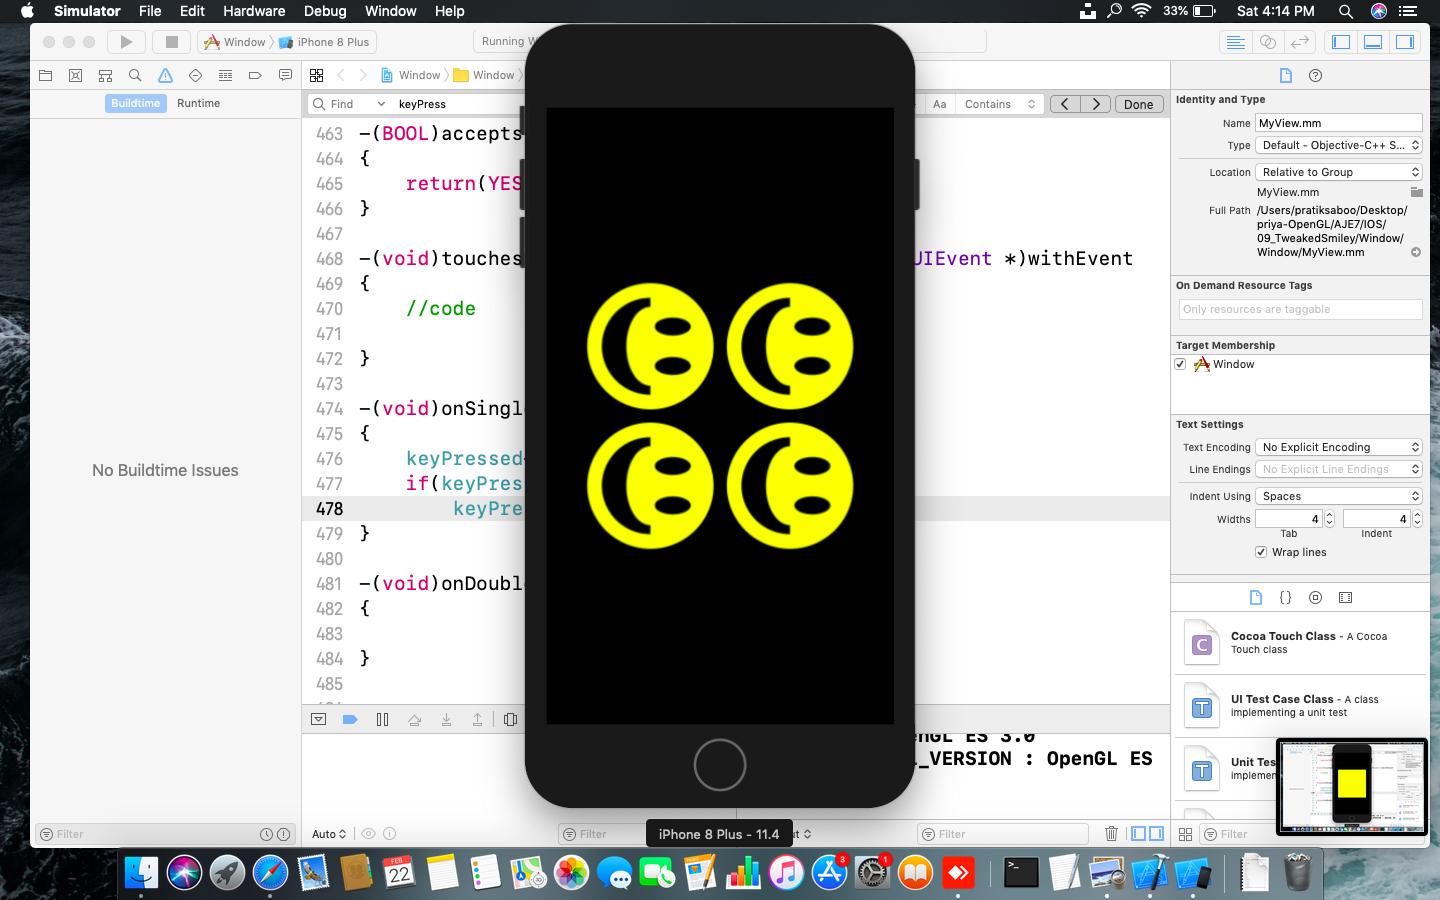 Simulator File Edit Hardware Debug Window Help 33% Sat 4:14 PM
Window iPhone 8 Plus Running
Window Window
Buildtime Runtime
Find keyPress Aa Contains Done
463 -(BOOL)accepts
464 {
465 return(YES
466 }
467
468 -(void)touches UIEvent *)withEvent
469 {
470 //code
471
472 }
473
474 -(void)onSingl
475 {
476 keyPressed
477 if(keyPres
478 keyPre
479 }
480
481 -(void)onDoubl
482 {
483
484 }
485
No Buildtime Issues
Identity and Type
Name MyView.mm
Type Default - Objective-C++ S...
Location Relative to Group
MyView.mm
Full Path /Users/pratiksaboo/Desktop/
priya-OpenGL/AJE7/IOS/
09_TweakedSmiley/Window/
Window/MyView.mm
On Demand Resource Tags
Only resources are taggable
Target Membership
Window
Text Settings
Text Encoding No Explicit Encoding
Line Endings No Explicit Line Endings
Indent Using Spaces
Widths 4 4
Tab Indent
Wrap lines
{}
C Cocoa Touch Class - A Cocoa
Touch class
T UI Test Case Class - A class
implementing a unit test
T Unit Tes
implemen
enGL ES 3.0
L_VERSION : OpenGL ES
Filter Auto Filter Filter Filter
iPhone 8 Plus - 11.4
FEB
22
3
1